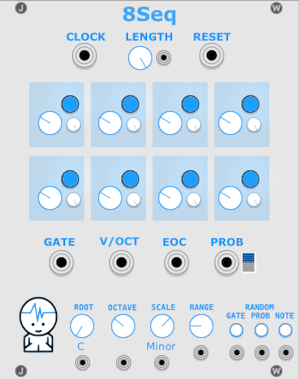 J W
8Seq
CLOCK LENGTH RESET
GATE V/OCT EOC PROB
RANDOM
ROOT OCTAVE SCALE RANGE GATE PROB NOTE
C Minor
J W